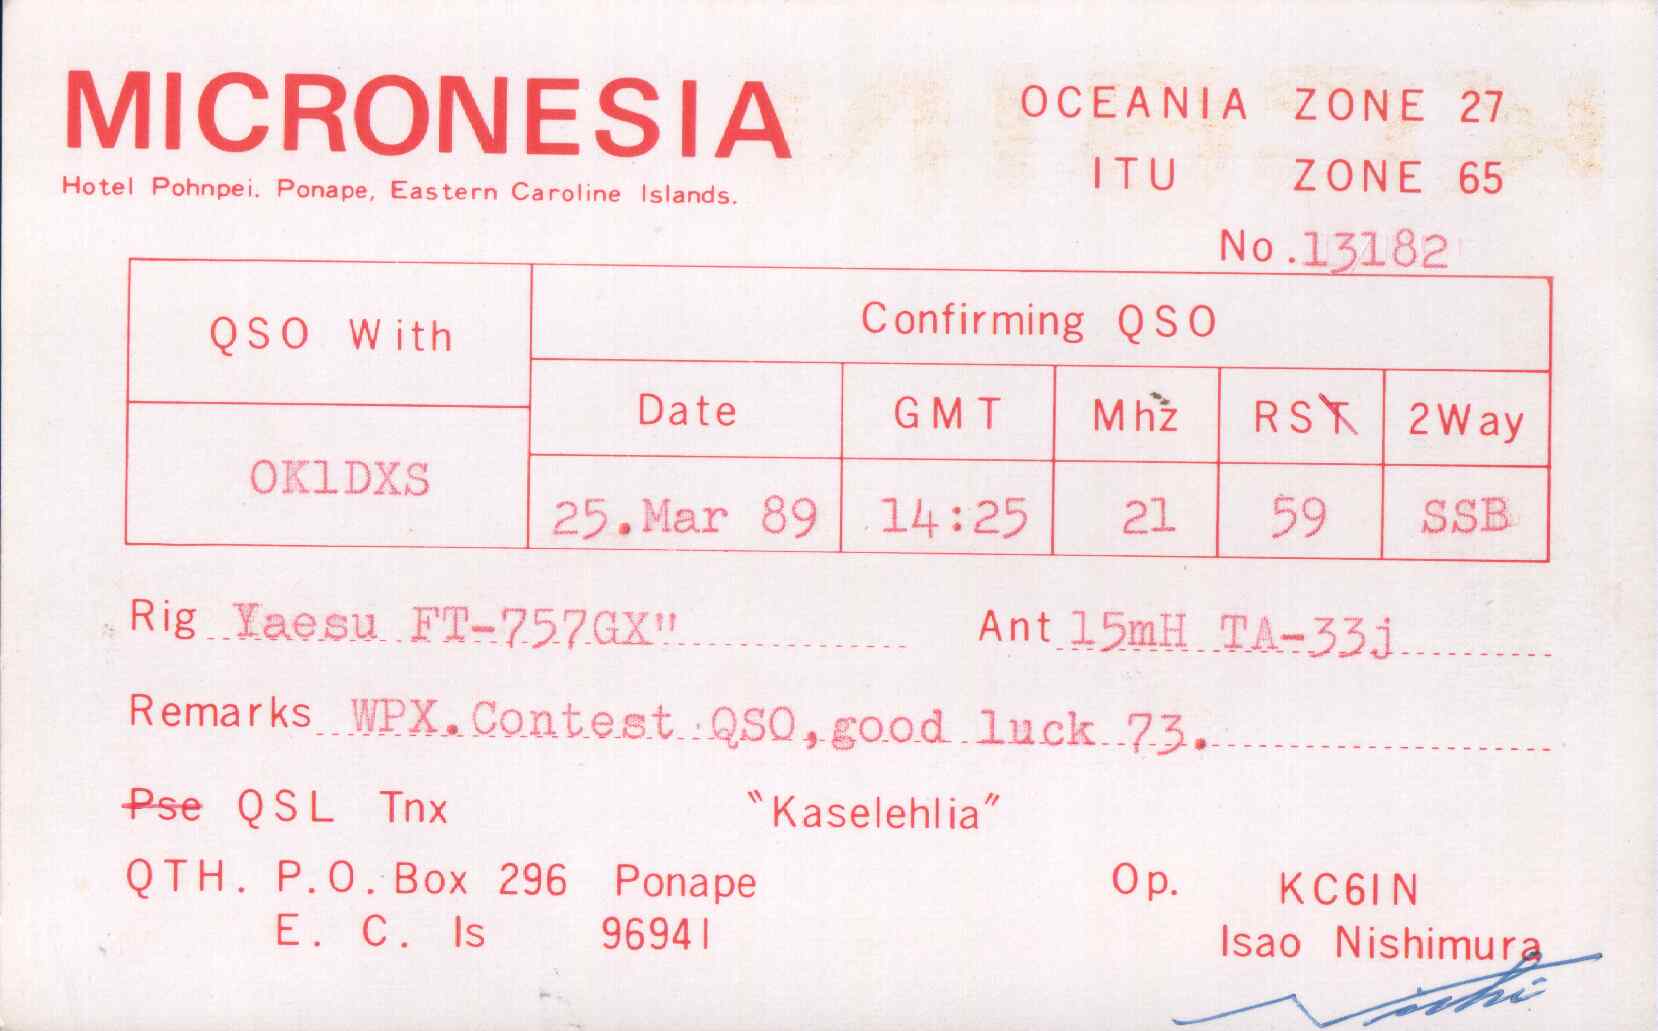 MICRONESIA
Hotel Pohnpei. Ponape, Eastern Caroline Islands.
OCEANIA ZONE 27
ITU ZONE 65
No.13182
QSO With
Confirming QSO
Date GMT Mhz RST 2Way
OK1DXS
25.Mar 89 14:25 21 59 SSB
Rig Yaesu FT-757GX" Ant 15mH TA-33j
Remarks WPX.Contest QSO,good luck 73.
Pse QSL Tnx "Kaselehlia"
QTH. P.O. Box 296 Ponape
E. C. Is 96941
Op. KC6IN
Isao Nishimura